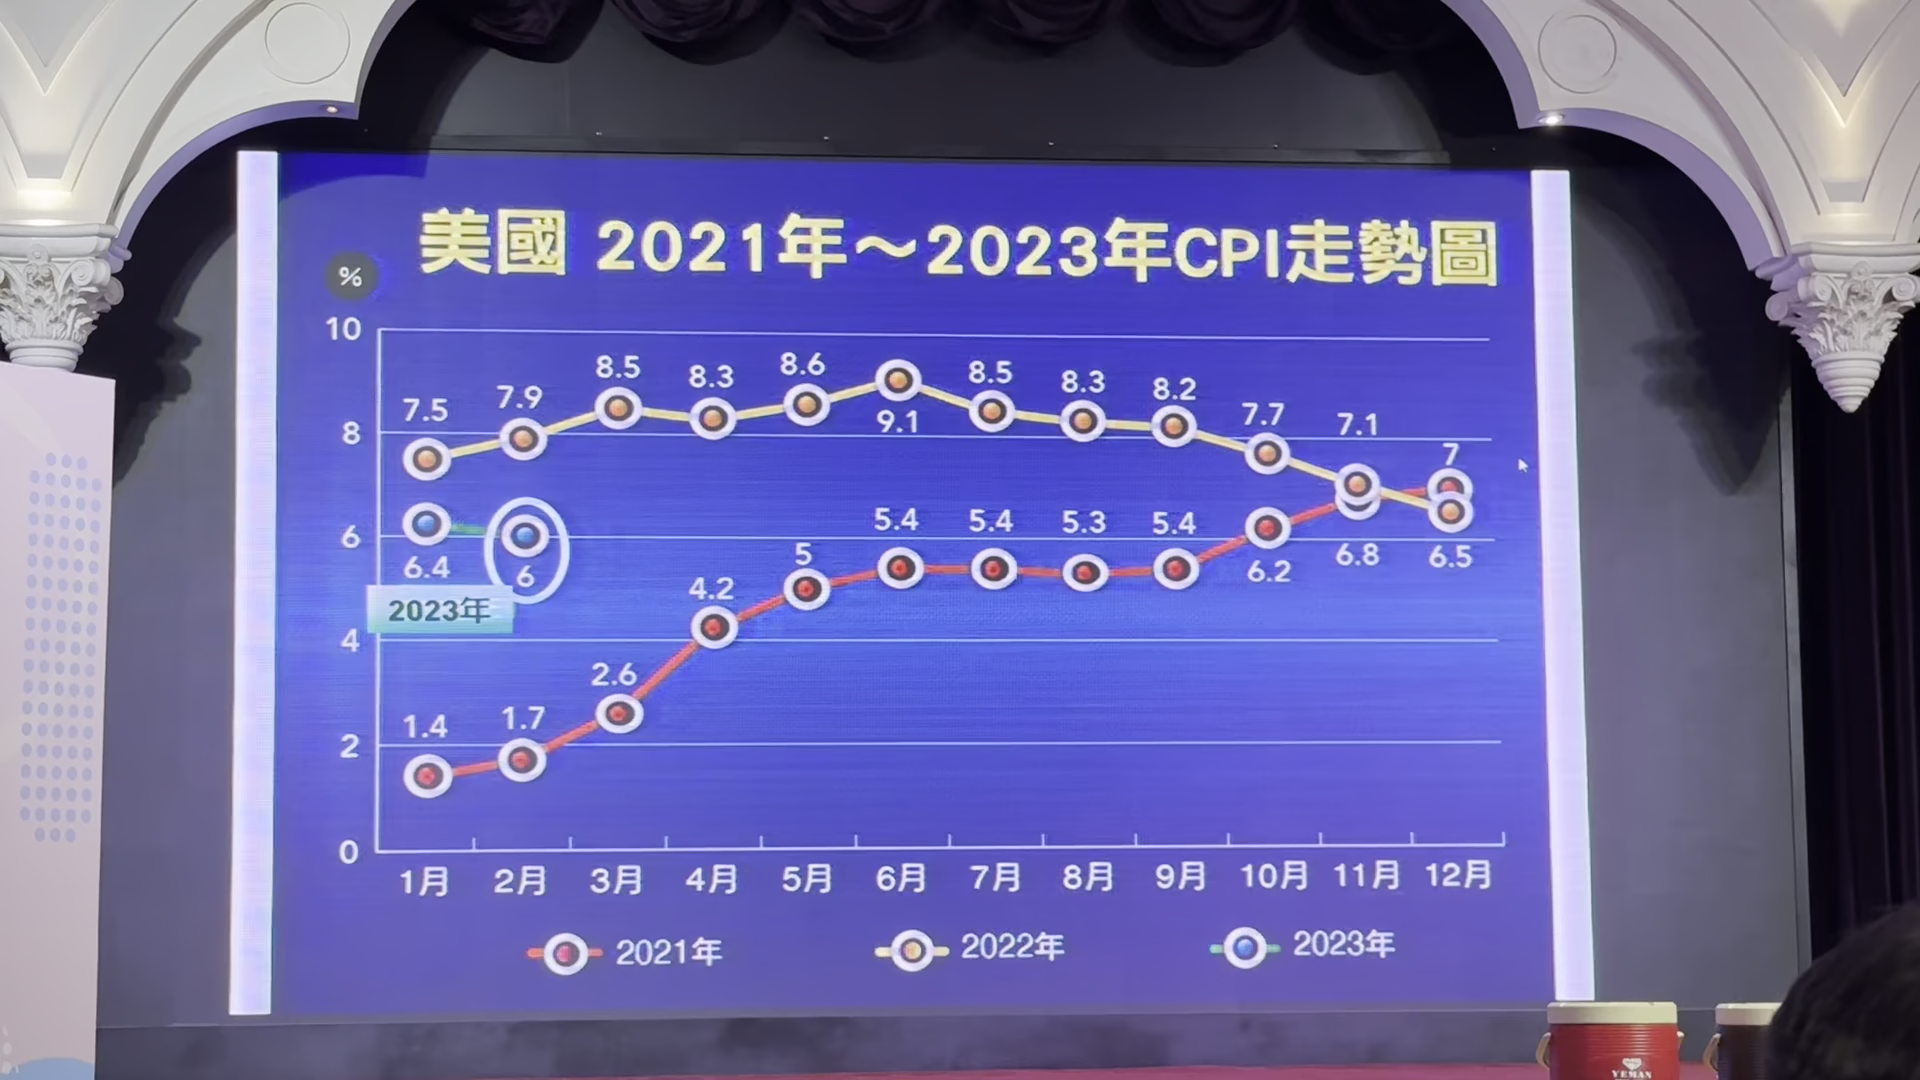 美國 2021年～2023年CPI走勢圖
%
10
8
6
4
2
0
7.5 7.9 8.5 8.3 8.6 9.1 8.5 8.3 8.2 7.7 7.1 6.5
6.4 6
2023年
1.4 1.7 2.6 4.2 5 5.4 5.4 5.3 5.4 6.2 6.8 7
1月 2月 3月 4月 5月 6月 7月 8月 9月 10月 11月 12月
2021年 2022年 2023年
YEMAN